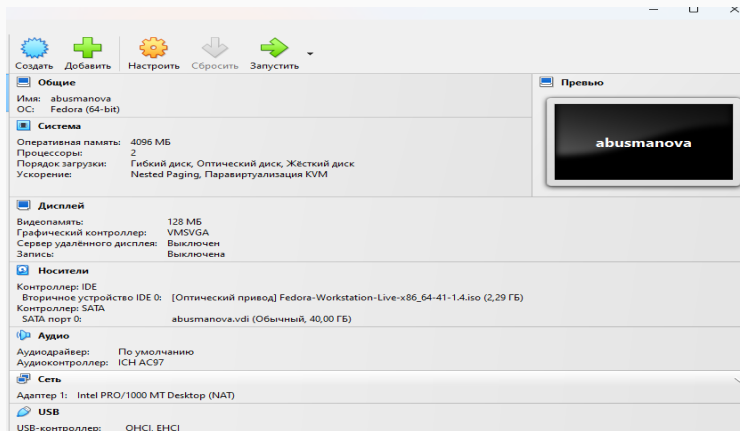 Создать Добавить Настроить Сбросить Запустить
Общие
Имя: abusmanova
ОС: Fedora (64-bit)
Система
Оперативная память: 4096 МБ
Процессоры: 2
Порядок загрузки: Гибкий диск, Оптический диск, Жёсткий диск
Ускорение: Nested Paging, Паравиртуализация KVM
Превью
abusmanova
Дисплей
Видеопамять: 128 МБ
Графический контроллер: VMSVGA
Сервер удалённого дисплея: Выключен
Запись: Выключена
Носители
Контроллер: IDE
Вторичное устройство IDE 0: [Оптический привод] Fedora-Workstation-Live-x86_64-41-1.4.iso (2,29 ГБ)
Контроллер: SATA
SATA порт 0: abusmanova.vdi (Обычный, 40,00 ГБ)
Аудио
Аудиодрайвер: По умолчанию
Аудиоконтроллер: ICH AC97
Сеть
Адаптер 1: Intel PRO/1000 MT Desktop (NAT)
USB
USB-контроллер: OHCI, EHCI